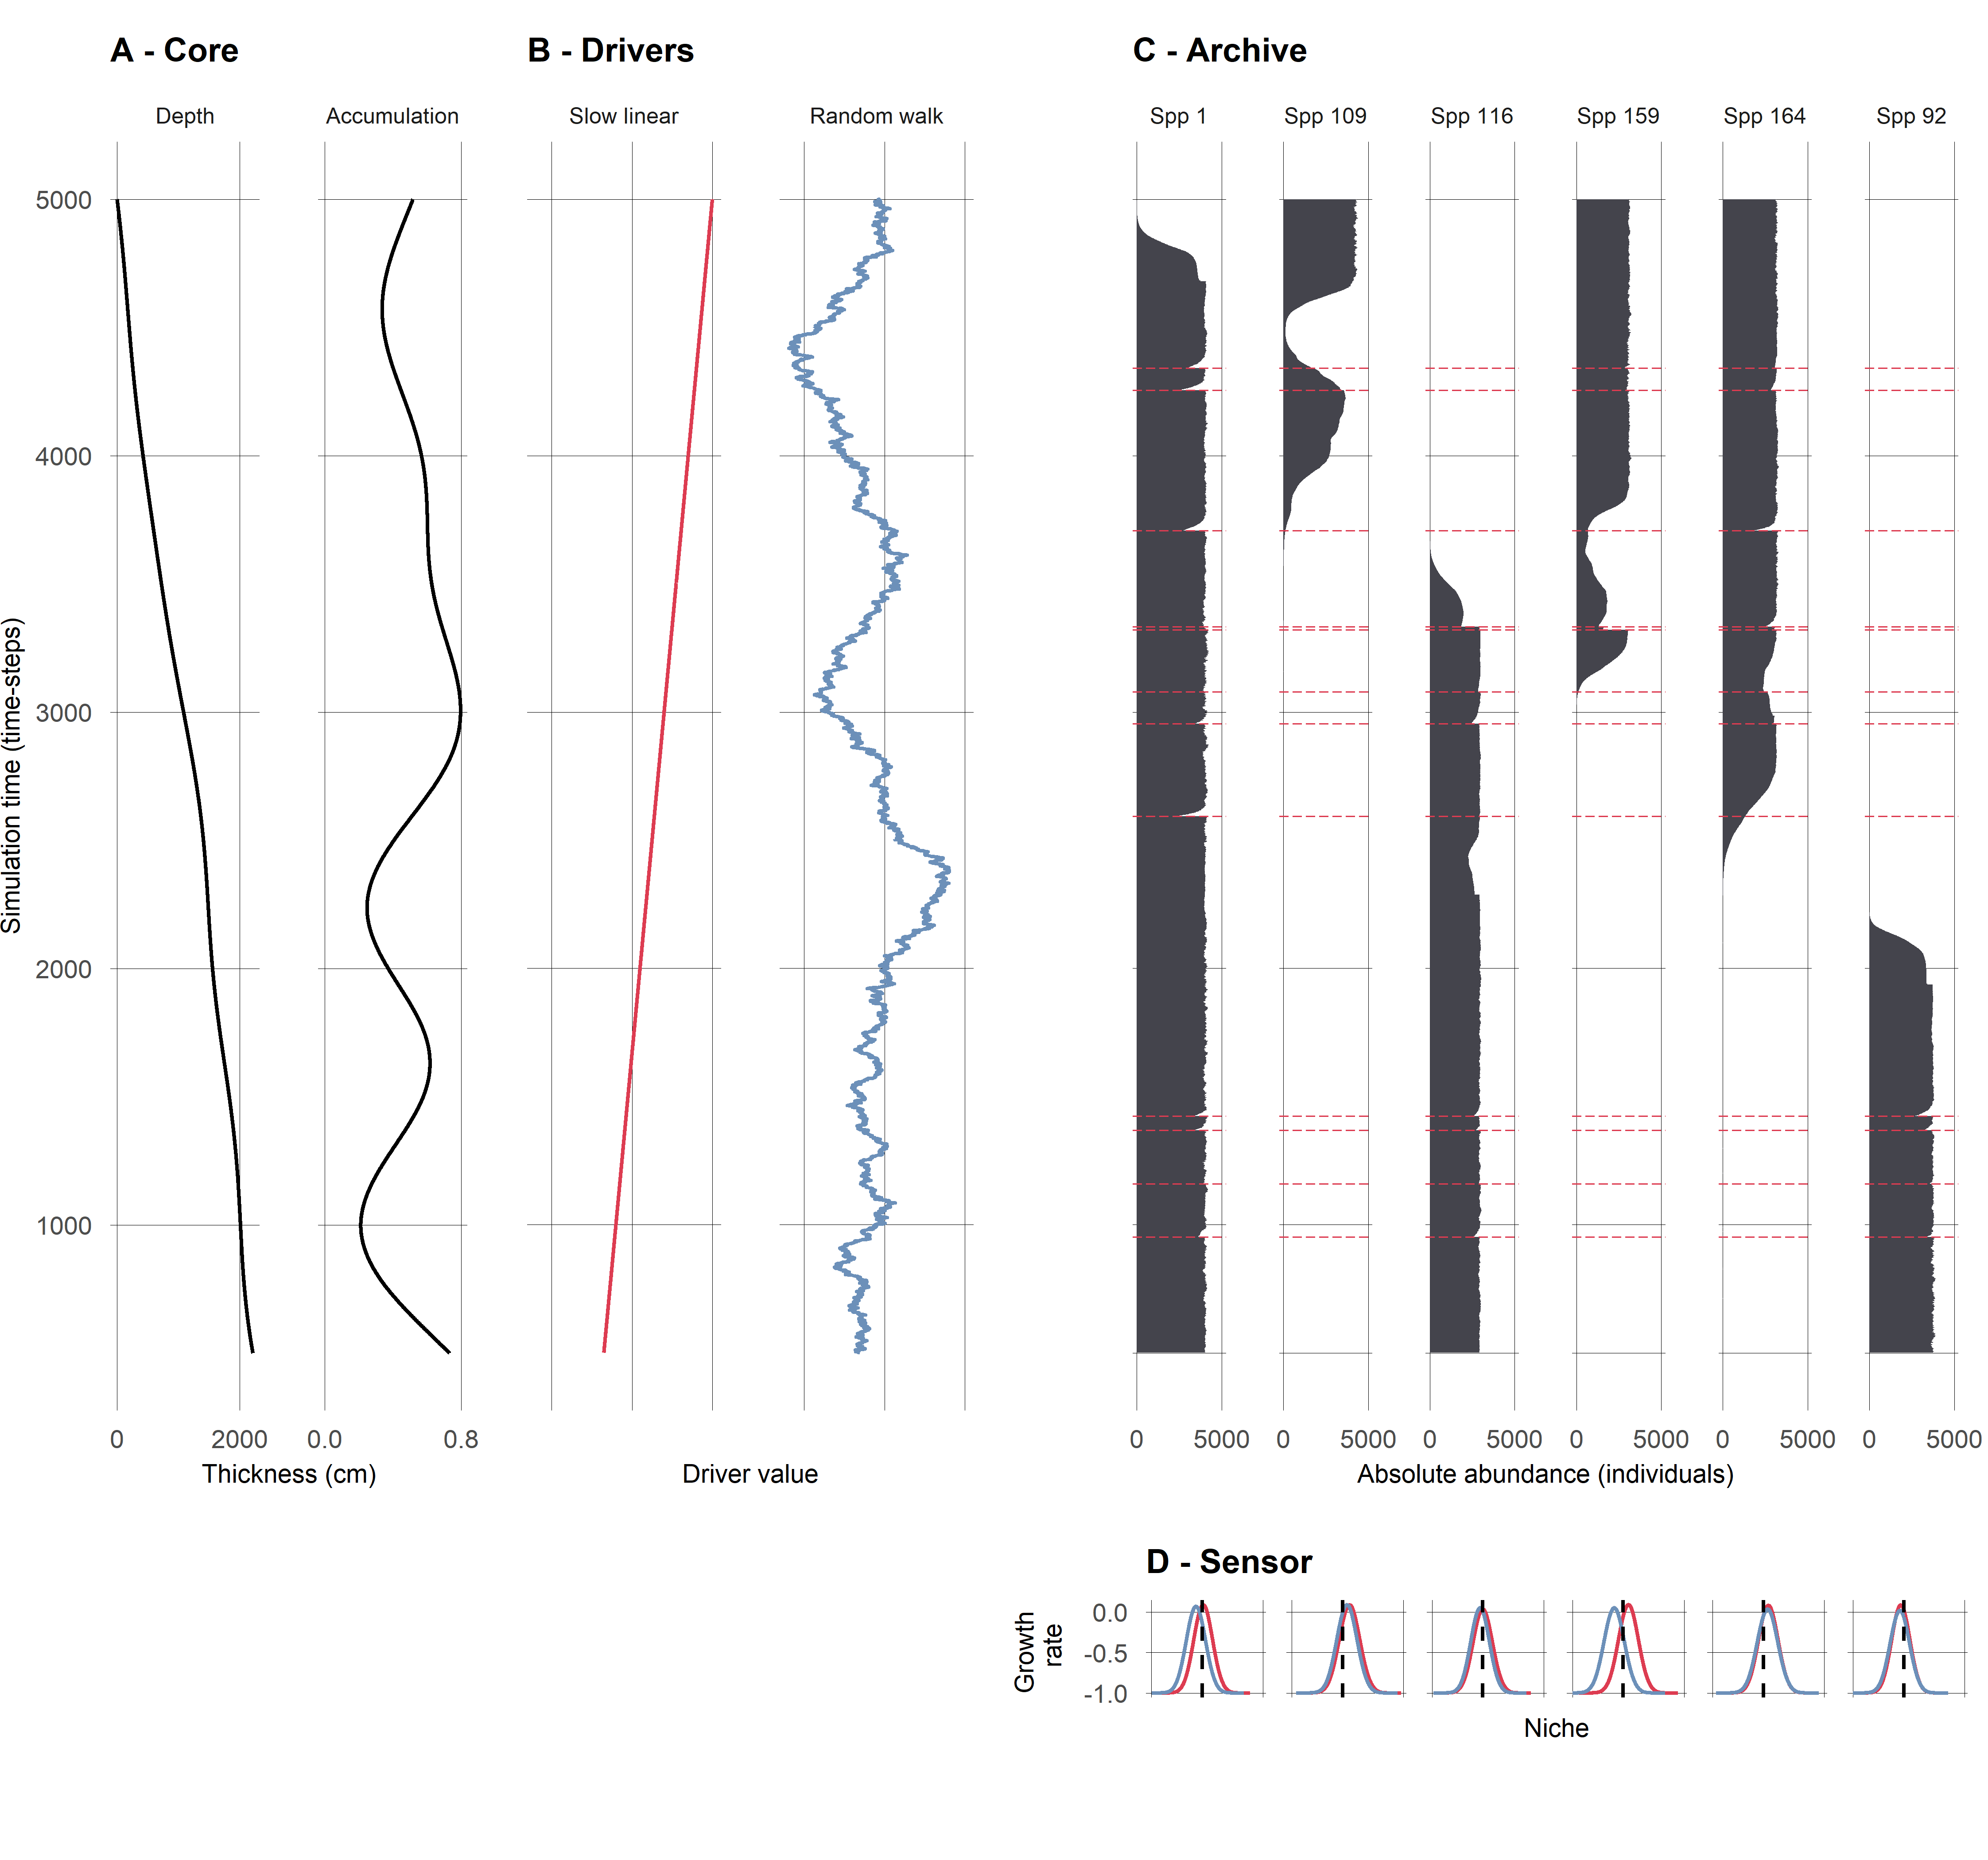 A - Core
B - Drivers
C - Archive
Depth
Accumulation
Slow linear
Random walk
Spp 1
Spp 109
Spp 116
Spp 159
Spp 164
Spp 92
Simulation time (time-steps)
5000
4000
3000
2000
1000
0
2000
0.0
0.8
0
5000
0
5000
0
5000
0
5000
0
5000
0
5000
Thickness (cm)
Driver value
Absolute abundance (individuals)
D - Sensor
Growth
rate
0.0
-0.5
-1.0
Niche